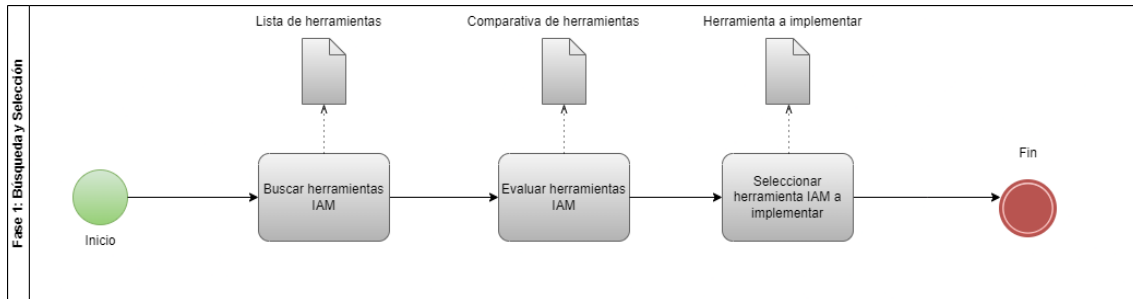 Fase 1: Búsqueda y Selección
Lista de herramientas
Comparativa de herramientas
Herramienta a implementar
Inicio
Buscar herramientas
IAM
Evaluar herramientas
IAM
Seleccionar
herramienta IAM a
implementar
Fin